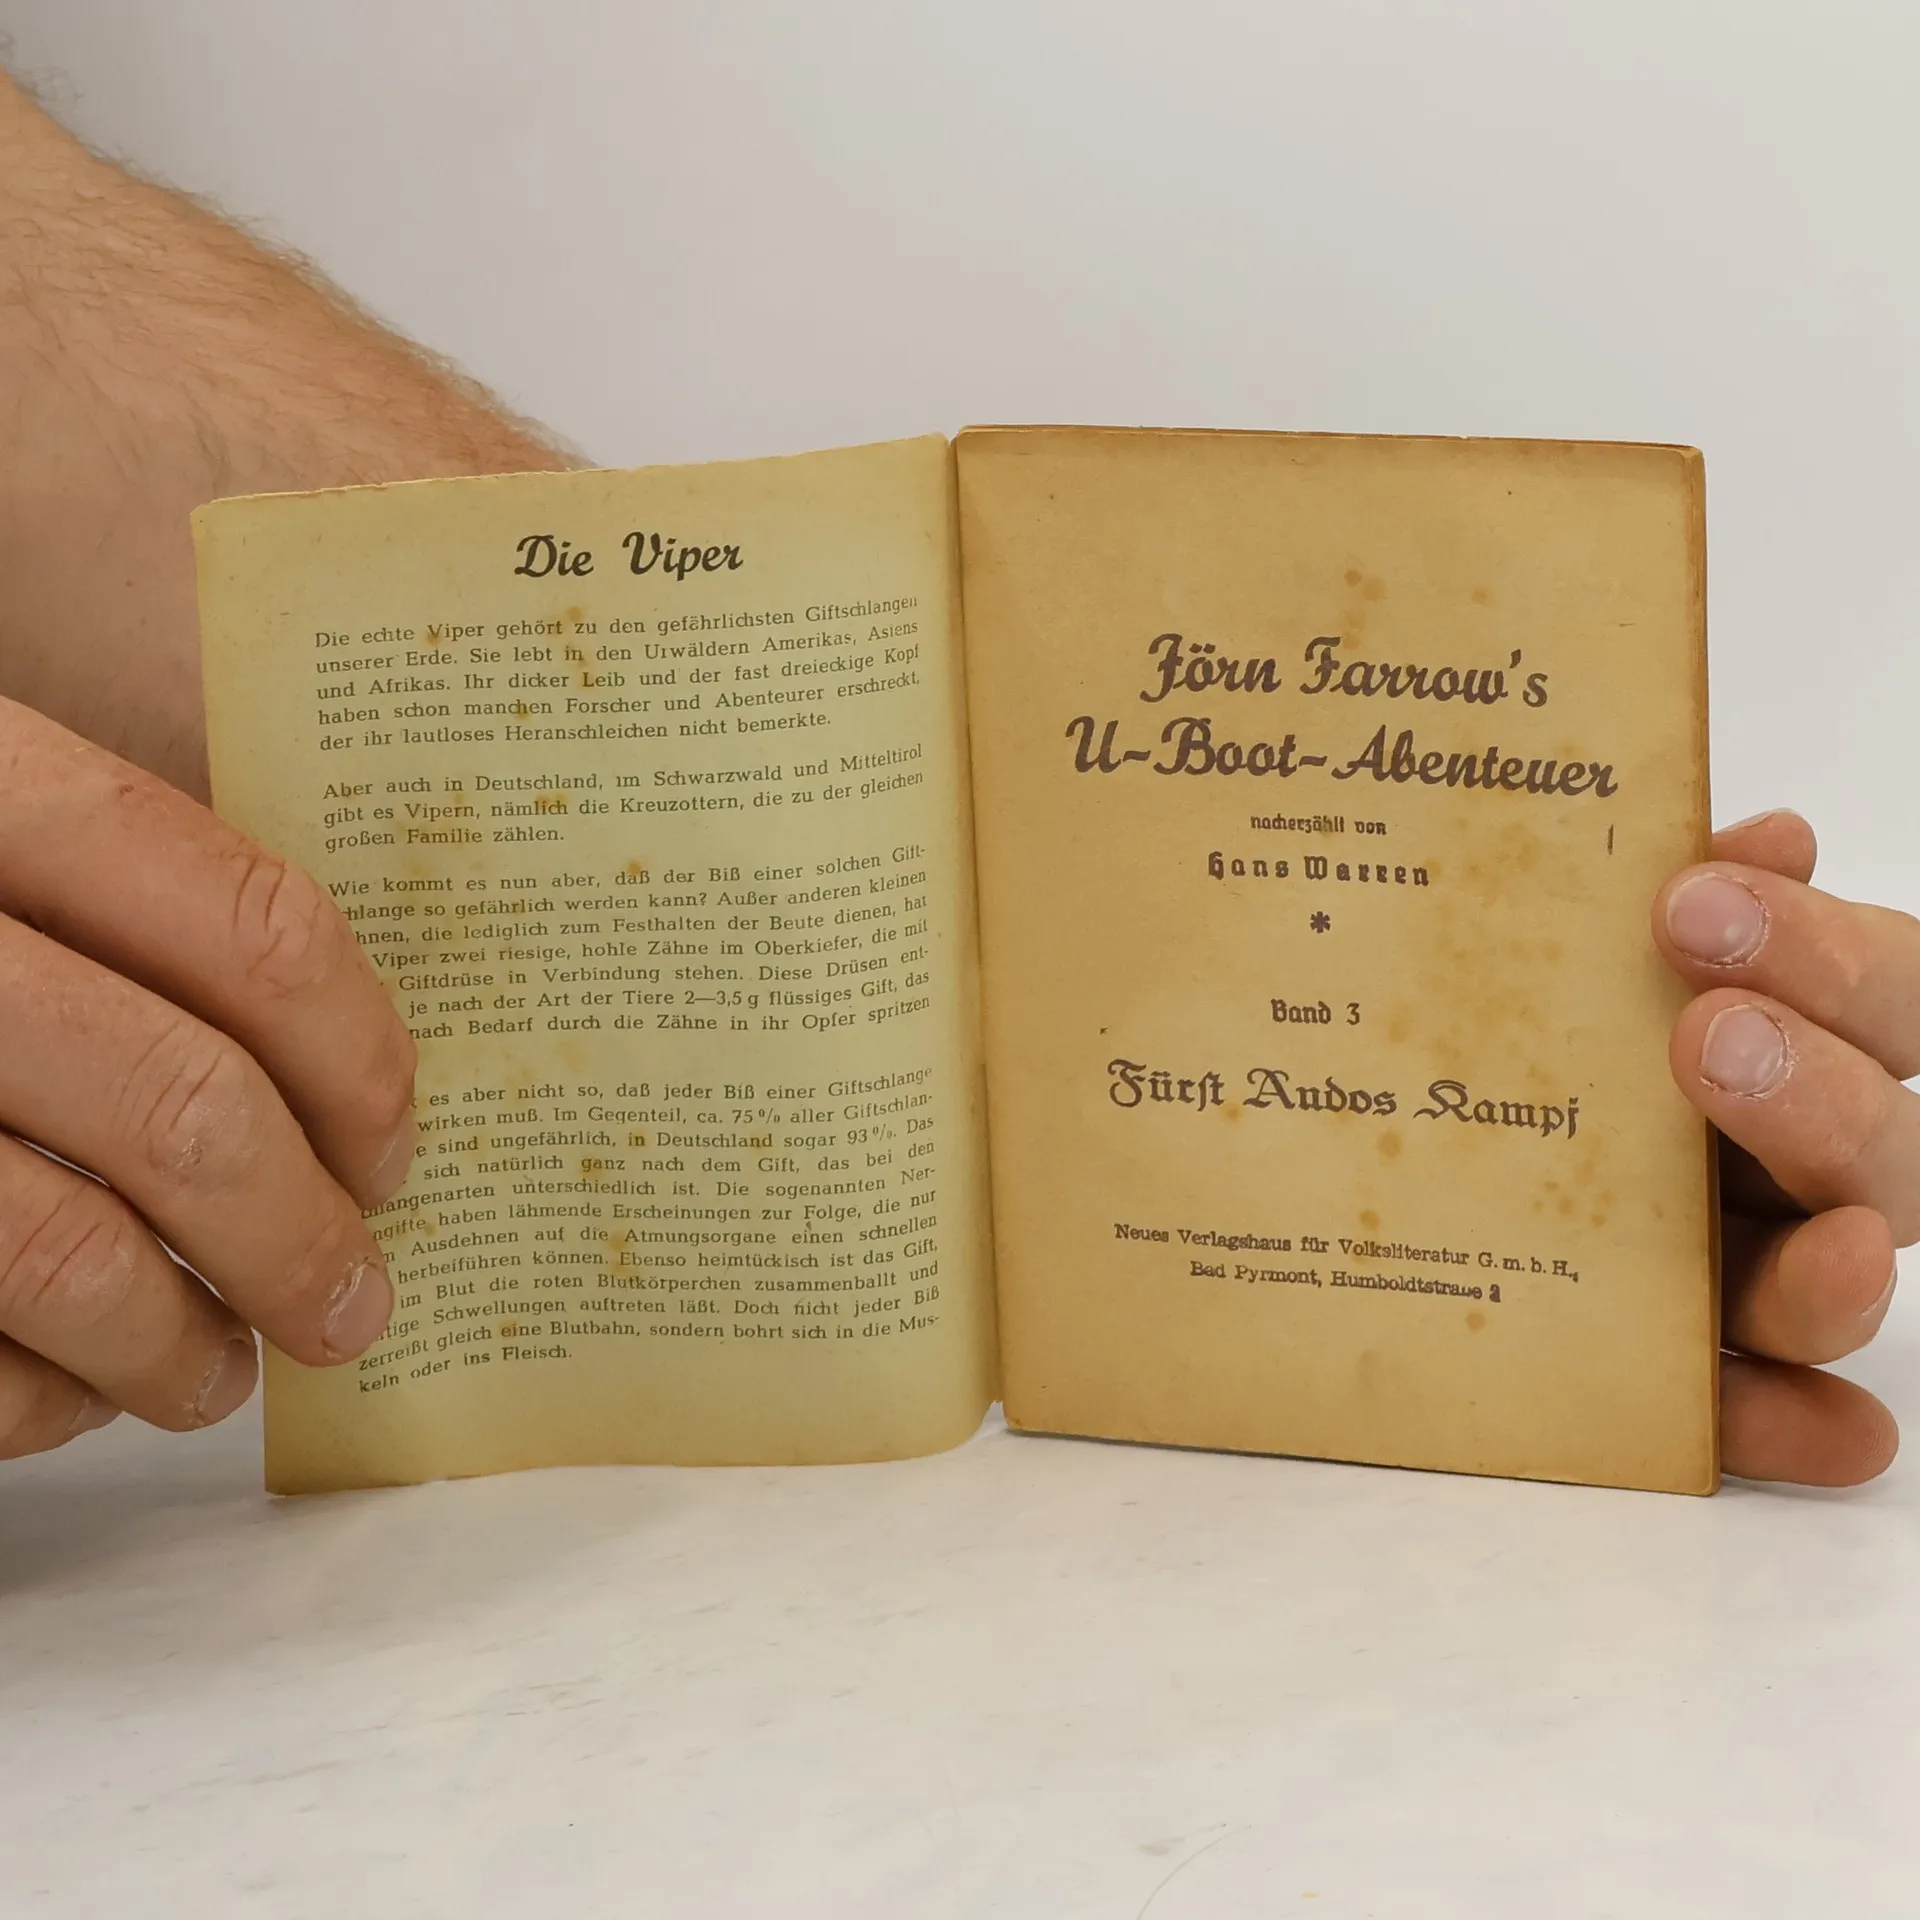 Die Viper
Die echte Viper gehört zu den gefährlichsten Giftschlangen
unserer Erde. Sie lebt in den Urwäldern Amerikas, Asiens
und Afrikas. Ihr dicker Leib und der fast dreieckige Kopf
haben schon manchen Forscher und Abenteurer erschreckt,
der ihr lautloses Heranschleichen nicht bemerkte.
Aber auch in Deutschland, im Schwarzwald und Mitteltirol
gibt es Vipern, nämlich die Kreuzottern, die zu der gleichen
großen Familie zählen.
Wie kommt es nun aber, daß der Biß einer solchen Gift-
hlange so gefährlich werden kann? Außer anderen kleinen
hnen, die lediglich zum Festhalten der Beute dienen, hat
Viper zwei riesige, hohle Zähne im Oberkiefer, die mit
Giftdrüse in Verbindung stehen. Diese Drüsen ent-
je nach der Art der Tiere 2—3,5 g flüssiges Gift, das
nach Bedarf durch die Zähne in ihr Opfer spritzen
es aber nicht so, daß jeder Biß einer Giftschlange
wirken muß. Im Gegenteil, ca. 75 % aller Giftschlan-
e sind ungefährlich, in Deutschland sogar 93 %. Das
sich natürlich ganz nach dem Gift, das bei den
langenarten unterschiedlich ist. Die sogenannten Ner-
ngifte haben lähmende Erscheinungen zur Folge, die nur
m Ausdehnen auf die Atmungsorgane einen schnellen
herbeiführen können. Ebenso heimtückisch ist das Gift,
im Blut die roten Blutkörperchen zusammenballt und
tige Schwellungen auftreten läßt. Doch nicht jeder Biß
zerreißt gleich eine Blutbahn, sondern bohrt sich in die Mus-
keln oder ins Fleisch.
Jörn Farrow's
U-Boot-Abenteuer
nacherzählt von
Hans Warren
*
Band 3
Fürst Andos Kampf
Neues Verlagshaus für Volksliteratur G. m. b. H.,
Bad Pyrmont, Humboldtstraße 2